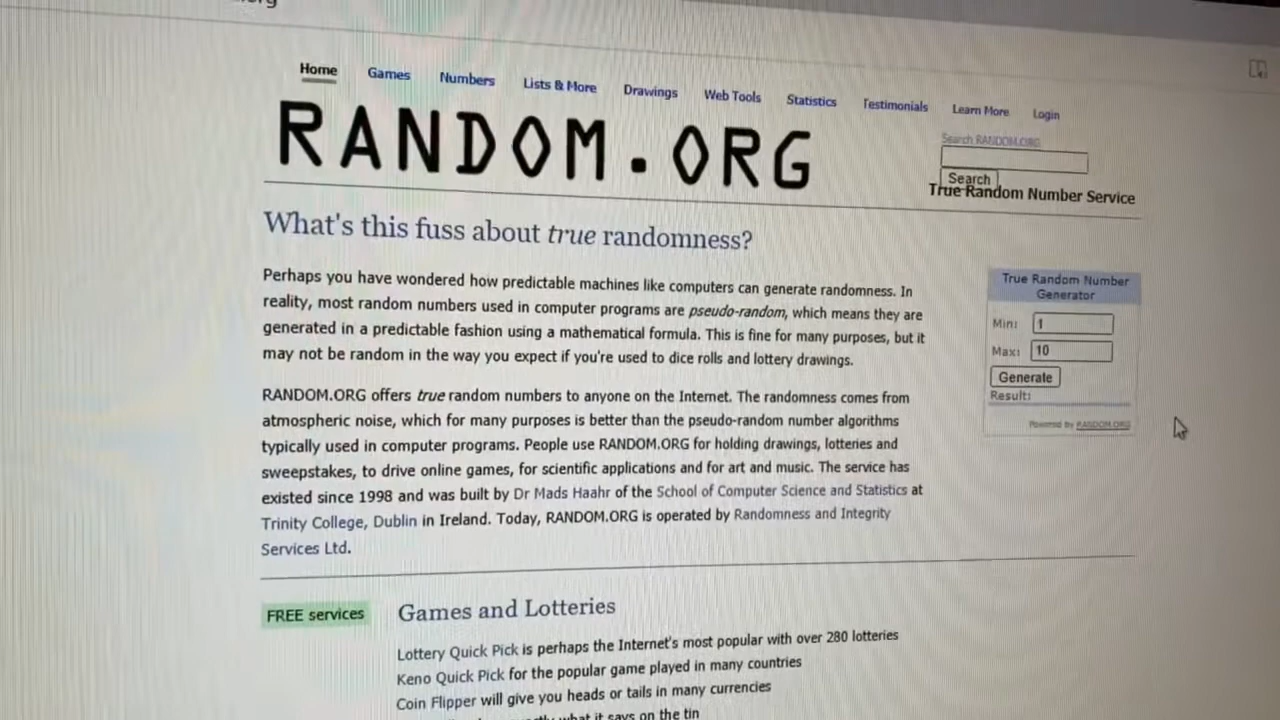 Home Games Numbers Lists & More Drawings Web Tools Statistics Testimonials Learn More Login
RANDOM.ORG
Search RANDOM.ORG
Search
True Random Number Service
What's this fuss about true randomness?
Perhaps you have wondered how predictable machines like computers can generate randomness. In
reality, most random numbers used in computer programs are pseudo-random, which means they are
generated in a predictable fashion using a mathematical formula. This is fine for many purposes, but it
may not be random in the way you expect if you're used to dice rolls and lottery drawings.
RANDOM.ORG offers true random numbers to anyone on the Internet. The randomness comes from
atmospheric noise, which for many purposes is better than the pseudo-random number algorithms
typically used in computer programs. People use RANDOM.ORG for holding drawings, lotteries and
sweepstakes, to drive online games, for scientific applications and for art and music. The service has
existed since 1998 and was built by Dr Mads Haahr of the School of Computer Science and Statistics at
Trinity College, Dublin in Ireland. Today, RANDOM.ORG is operated by Randomness and Integrity
Services Ltd.
True Random Number
Generator
Min: 1
Max: 10
Generate
Result:
Powered by RANDOM.ORG
FREE services
Games and Lotteries
Lottery Quick Pick is perhaps the Internet's most popular with over 280 lotteries
Keno Quick Pick for the popular game played in many countries
Coin Flipper will give you heads or tails in many currencies
what it says on the tin